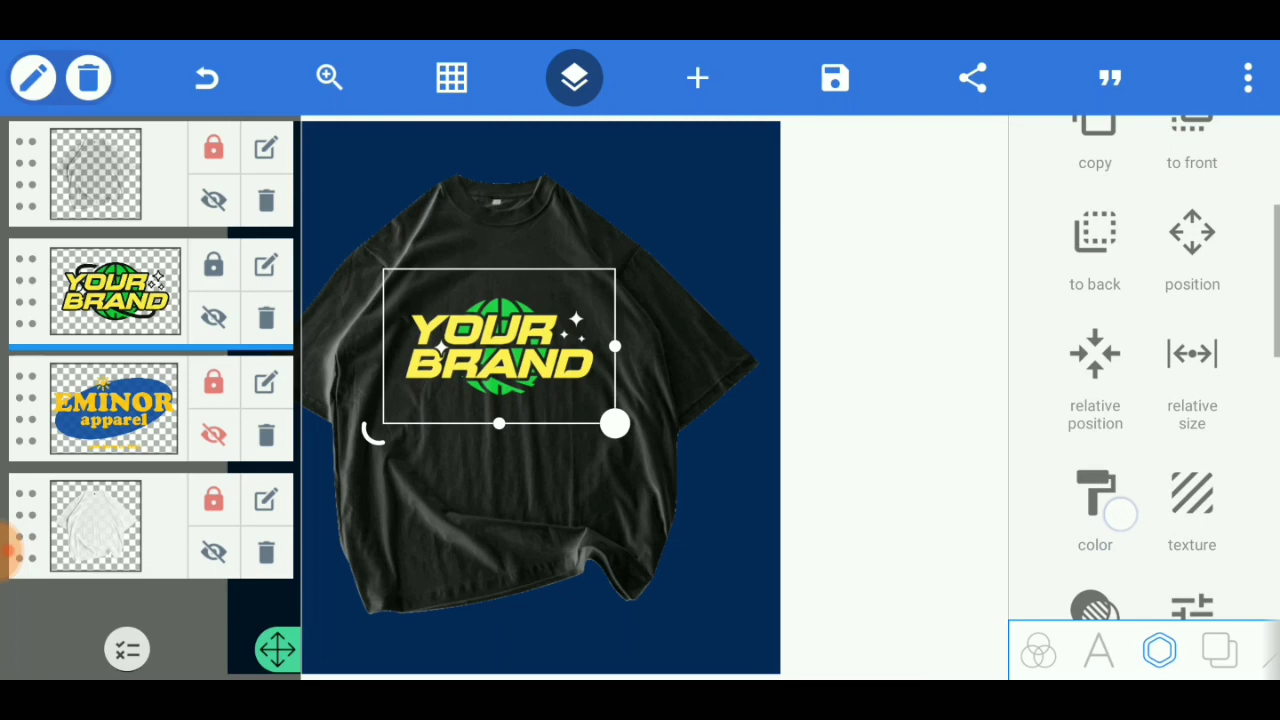 copy
to front
to back
position
relative
position
relative
size
color
texture
YOUR
BRAND
EMINOR
apparel
YOUR
BRAND